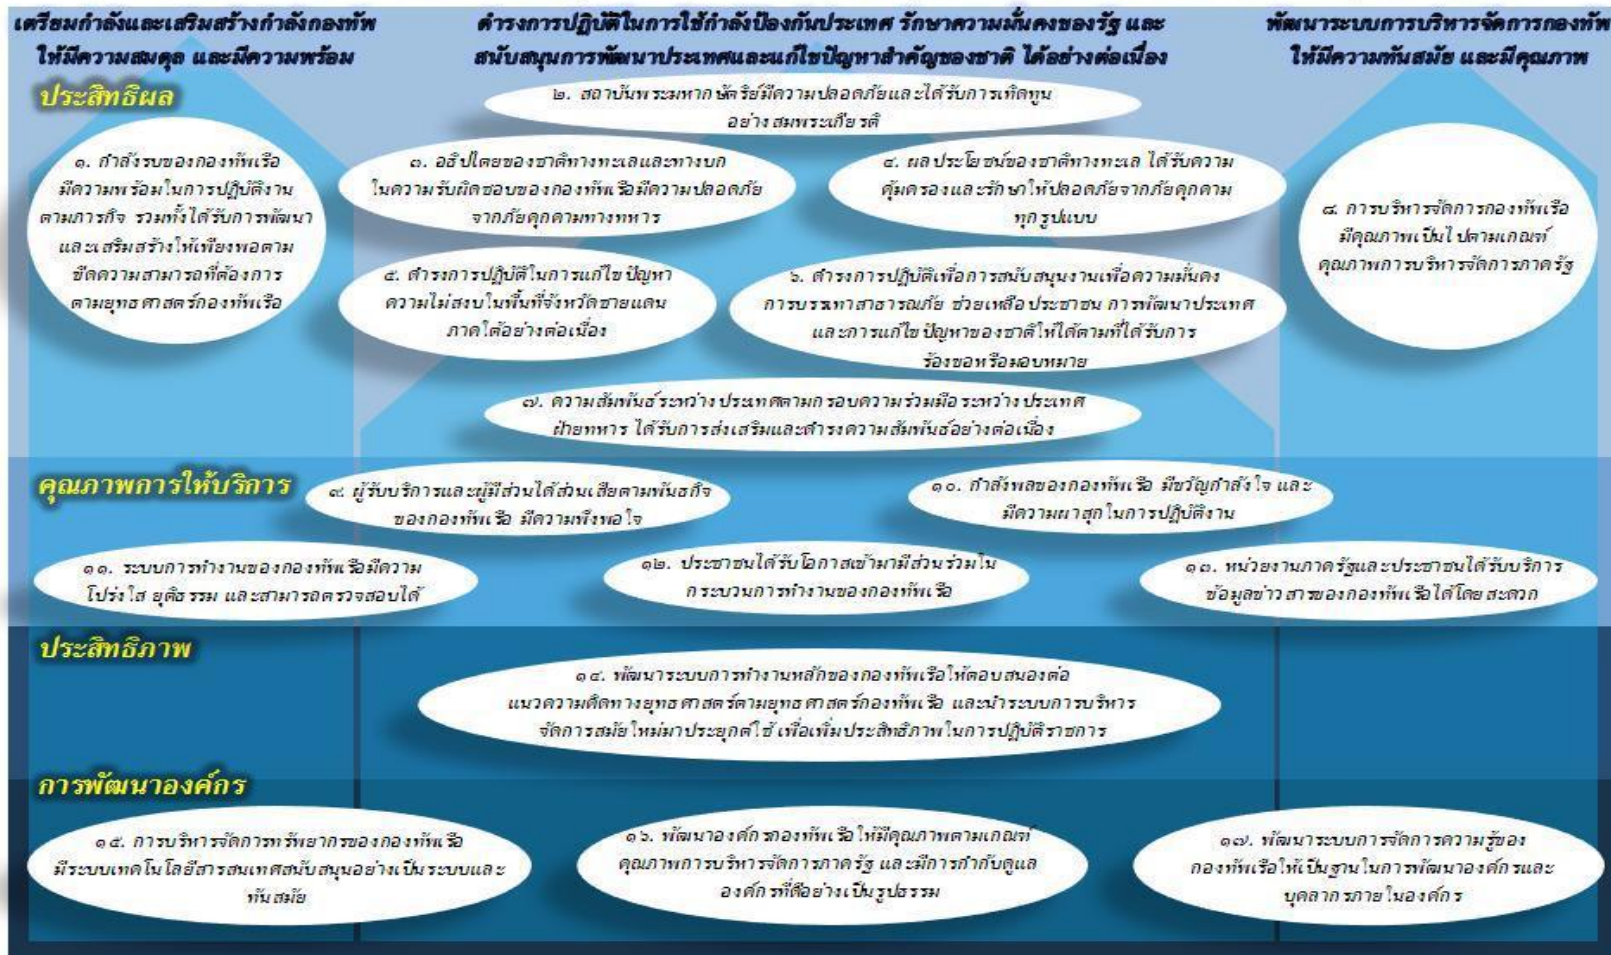 เตรียมกำลังและเสริมสร้างกำลังกองทัพ
ให้มีความสมดุล และมีความพร้อม
ดำรงการปฏิบัติในการใช้กำลังป้องกันประเทศ รักษาความมั่นคงของรัฐ และ
สนับสนุนการพัฒนาประเทศและแก้ไขปัญหาสำคัญของชาติ ได้อย่างต่อเนื่อง
พัฒนาระบบการบริหารจัดการกองทัพ
ให้มีความทันสมัย และมีคุณภาพ
ประสิทธิผล
๒. สถาบันพระมหากษัตริย์มีความปลอดภัยและได้รับการเทิดทูน
อย่างสมพระเกียรติ
๑. กำลังรบของกองทัพเรือ
มีความพร้อมในการปฏิบัติงาน
ตามภารกิจ รวมทั้งได้รับการพัฒนา
และเสริมสร้างให้เพียงพอตาม
ขีดความสามารถที่ต้องการ
ตามยุทธศาสตร์กองทัพเรือ
๓. อธิปไตยของชาติทางทะเลและทางบก
ในความรับผิดชอบของกองทัพเรือมีความปลอดภัย
จากภัยคุกคามทางทหาร
๔. ผลประโยชน์ของชาติทางทะเล ได้รับความ
คุ้มครองและรักษาให้ปลอดภัยจากภัยคุกคาม
ทุกรูปแบบ
๕. ดำรงการปฏิบัติในการแก้ไขปัญหา
ความไม่สงบในพื้นที่จังหวัดชายแดน
ภาคใต้อย่างต่อเนื่อง
๖. ดำรงการปฏิบัติเพื่อการสนับสนุนงานเพื่อความมั่นคง
การบรรเทาสาธารณภัย ช่วยเหลือประชาชน การพัฒนาประเทศ
และการแก้ไขปัญหาของชาติให้ได้ตามที่ได้รับการ
ร้องขอหรือมอบหมาย
๘. การบริหารจัดการกองทัพเรือ
มีคุณภาพเป็นไปตามเกณฑ์
คุณภาพการบริหารจัดการภาครัฐ
๗. ความสัมพันธ์ระหว่างประเทศตามกรอบความร่วมมือระหว่างประเทศ
ฝ่ายทหาร ได้รับการส่งเสริมและดำรงความสัมพันธ์อย่างต่อเนื่อง
คุณภาพการให้บริการ
๙. ผู้รับบริการและผู้มีส่วนได้ส่วนเสียตามพันธกิจ
ของกองทัพเรือ มีความพึงพอใจ
๑๐. กำลังพลของกองทัพเรือ มีขวัญกำลังใจ และ
มีความผาสุกในการปฏิบัติงาน
๑๑. ระบบการทำงานของกองทัพเรือมีความ
โปร่งใส ยุติธรรม และสามารถตรวจสอบได้
๑๒. ประชาชนได้รับโอกาสเข้ามามีส่วนร่วมใน
กระบวนการทำงานของกองทัพเรือ
๑๓. หน่วยงานภาครัฐและประชาชนได้รับบริการ
ข้อมูลข่าวสารของกองทัพเรือได้โดยสะดวก
ประสิทธิภาพ
๑๔. พัฒนาระบบการทำงานหลักของกองทัพเรือให้ตอบสนองต่อ
แนวความคิดทางยุทธศาสตร์ตามยุทธศาสตร์กองทัพเรือ และนำระบบการบริหาร
จัดการสมัยใหม่มาประยุกต์ใช้ เพื่อเพิ่มประสิทธิภาพในการปฏิบัติราชการ
การพัฒนาองค์กร
๑๕. การบริหารจัดการทรัพยากรของกองทัพเรือ
มีระบบเทคโนโลยีสารสนเทศสนับสนุนอย่างเป็นระบบและ
ทันสมัย
๑๖. พัฒนาองค์กรกองทัพเรือให้มีคุณภาพตามเกณฑ์
คุณภาพการบริหารจัดการภาครัฐ และมีการกำกับดูแล
องค์กรที่ดีอย่างเป็นรูปธรรม
๑๗. พัฒนาระบบการจัดการความรู้ของ
กองทัพเรือให้เป็นฐานในการพัฒนาองค์กรและ
บุคลากรภายในองค์กร